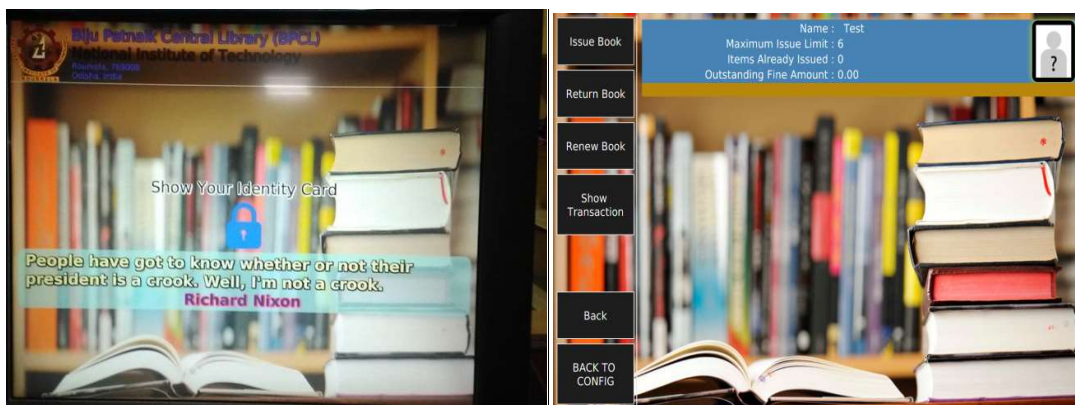 Biju Patnaik Central Library (BPCL)
National Institute of Technology
Rourkela, 769008
Odisha, India
Show Your Identity Card
People have got to know whether or not their
president is a crook. Well, I'm not a crook.
Richard Nixon
Issue Book
Return Book
Renew Book
Show
Transaction
Back
BACK TO
CONFIG
Name : Test
Maximum Issue Limit : 6
Items Already Issued : 0
Outstanding Fine Amount : 0.00
?